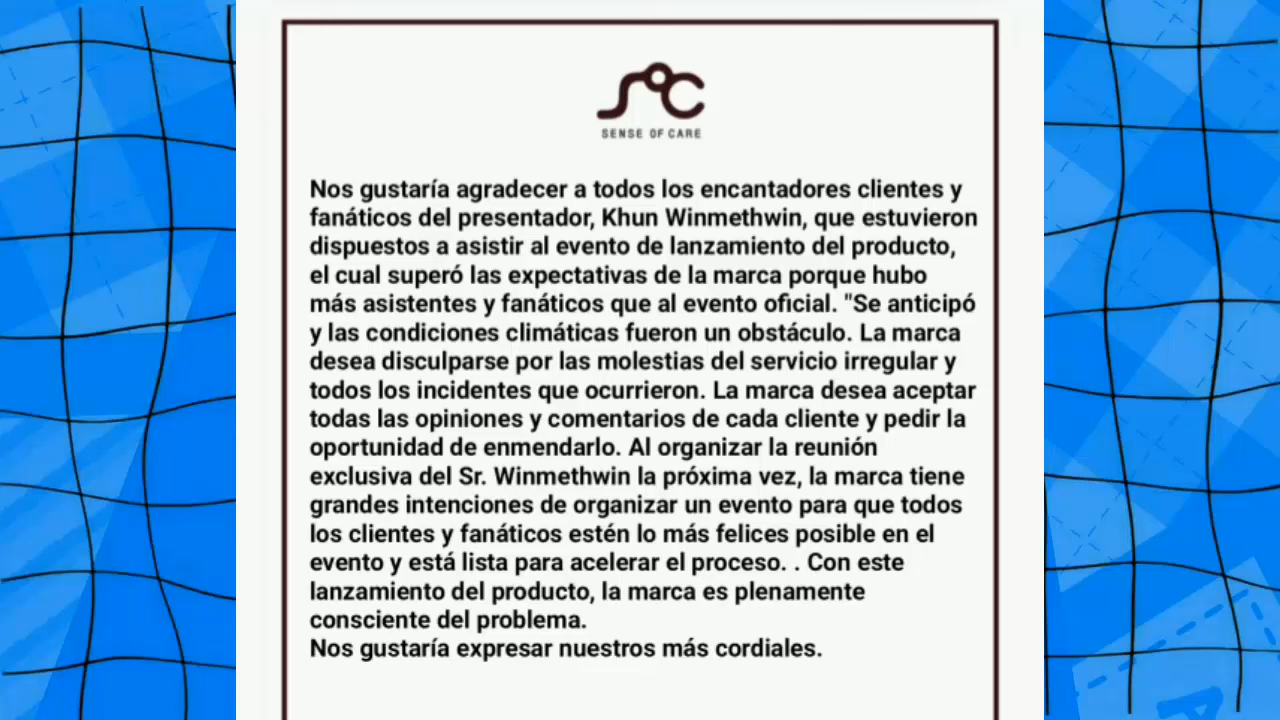 SOC
SENSE OF CARE
Nos gustaría agradecer a todos los encantadores clientes y
fanáticos del presentador, Khun Winmethwin, que estuvieron
dispuestos a asistir al evento de lanzamiento del producto,
el cual superó las expectativas de la marca porque hubo
más asistentes y fanáticos que al evento oficial. "Se anticipó
y las condiciones climáticas fueron un obstáculo. La marca
desea disculparse por las molestias del servicio irregular y
todos los incidentes que ocurrieron. La marca desea aceptar
todas las opiniones y comentarios de cada cliente y pedir la
oportunidad de enmendarlo. Al organizar la reunión
exclusiva del Sr. Winmethwin la próxima vez, la marca tiene
grandes intenciones de organizar un evento para que todos
los clientes y fanáticos estén lo más felices posible en el
evento y está lista para acelerar el proceso. . Con este
lanzamiento del producto, la marca es plenamente
consciente del problema.
Nos gustaría expresar nuestros más cordiales.